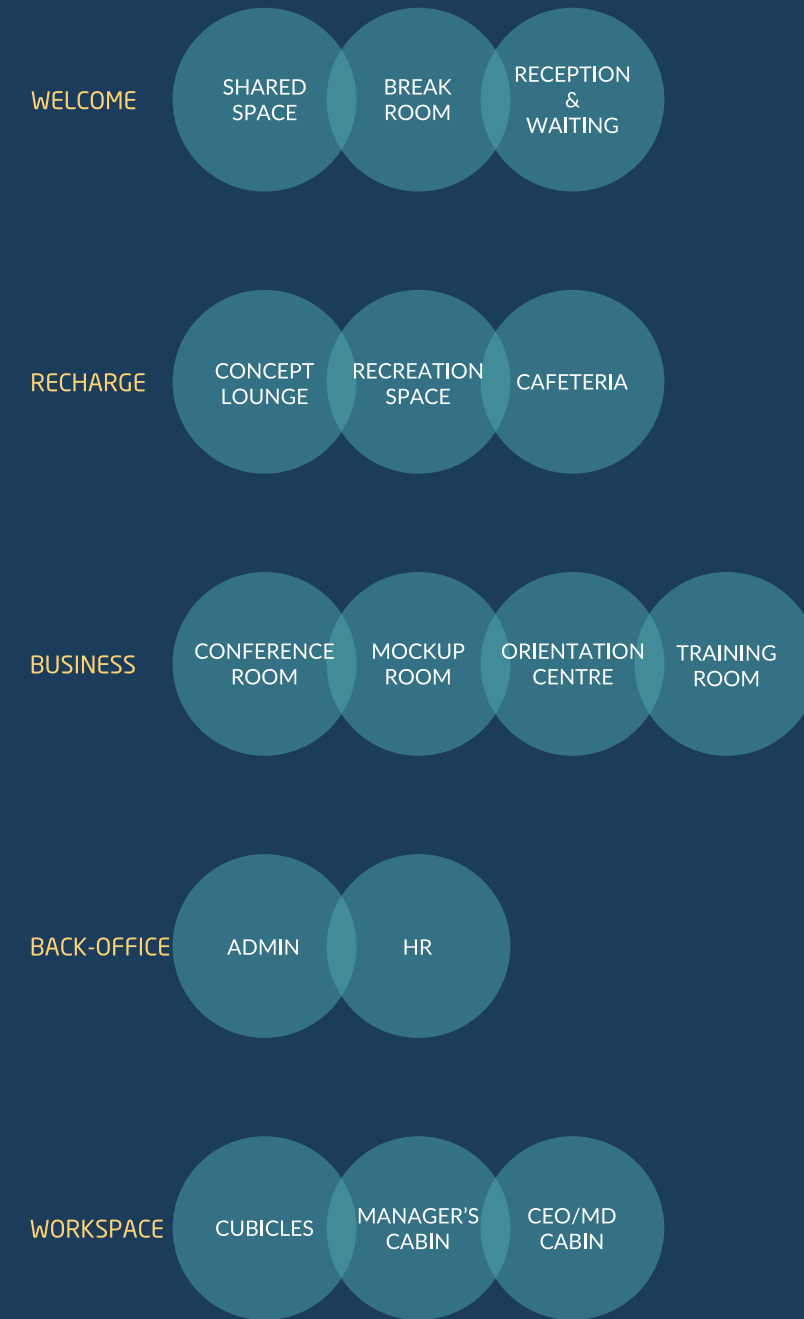 WELCOME
SHARED
SPACE
BREAK
ROOM
RECEPTION
&
WAITING
RECHARGE
CONCEPT
LOUNGE
RECREATION
SPACE
CAFETERIA
BUSINESS
CONFERENCE
ROOM
MOCKUP
ROOM
ORIENTATION
CENTRE
TRAINING
ROOM
BACK-OFFICE
ADMIN
HR
WORKSPACE
CUBICLES
MANAGER’S
CABIN
CEO/MD
CABIN